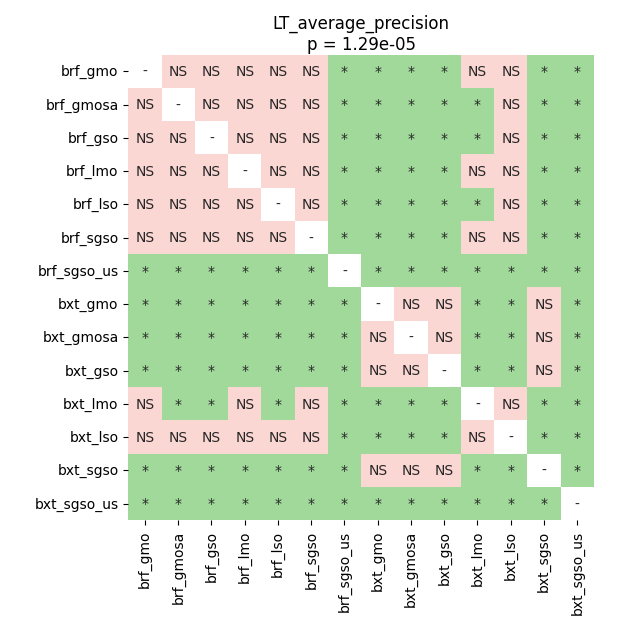 LT_average_precision
p = 1.29e-05
brf_gmo - NS NS NS NS NS * * * * NS NS * *
brf_gmosa NS - NS NS NS NS * * * * * NS * *
brf_gso NS NS - NS NS NS * * * * * NS * *
brf_lmo NS NS NS - NS NS * * * * NS NS * *
brf_lso NS NS NS NS - NS * * * * * NS * *
brf_sgso NS NS NS NS NS - * * * * NS NS * *
brf_sgso_us * * * * * * - * * * * * * *
bxt_gmo * * * * * * * - NS NS * * NS *
bxt_gmosa * * * * * * * NS - NS * * NS *
bxt_gso * * * * * * * NS NS - * * NS *
bxt_lmo NS * * NS * NS * * * * - NS * *
bxt_lso NS NS NS NS NS NS * * * * NS - * *
bxt_sgso * * * * * * * NS NS NS * * - *
bxt_sgso_us * * * * * * * * * * * * * -
brf_gmo
brf_gmosa
brf_gso
brf_lmo
brf_lso
brf_sgso
brf_sgso_us
bxt_gmo
bxt_gmosa
bxt_gso
bxt_lmo
bxt_lso
bxt_sgso
bxt_sgso_us